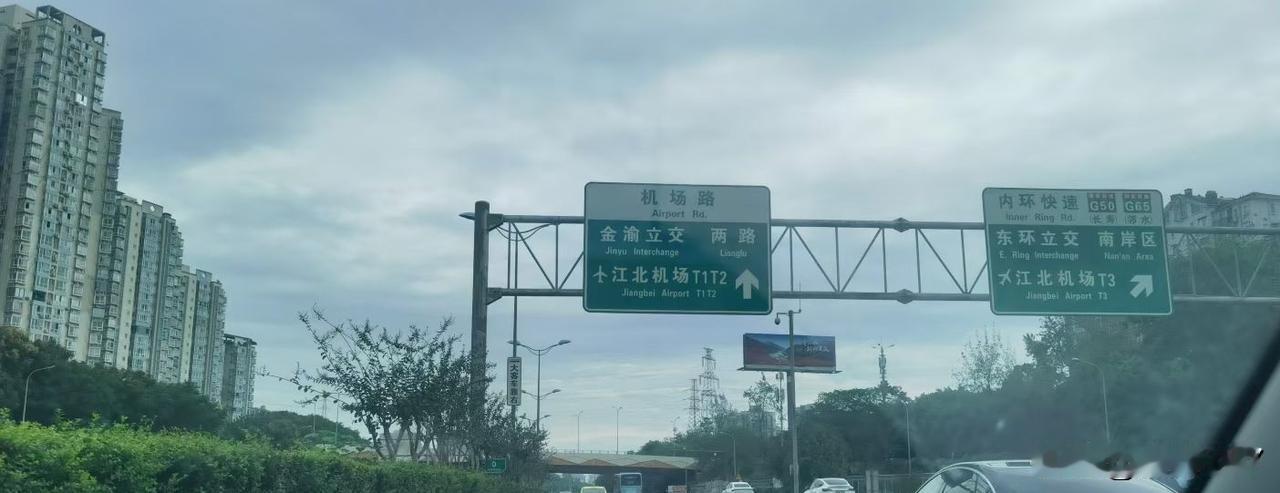 机场路
Airport Rd.
金渝立交 两路
Jinyu Interchange Lianglu
江北机场T1T2
Jiangbei Airport T1T2
内环快速 G50 G65
Inner Ring Rd. (长寿) (邻水)
东环立交 南岸区
E. Ring Interchange Nan'an Area
江北机场T3
Jiangbei Airport T3